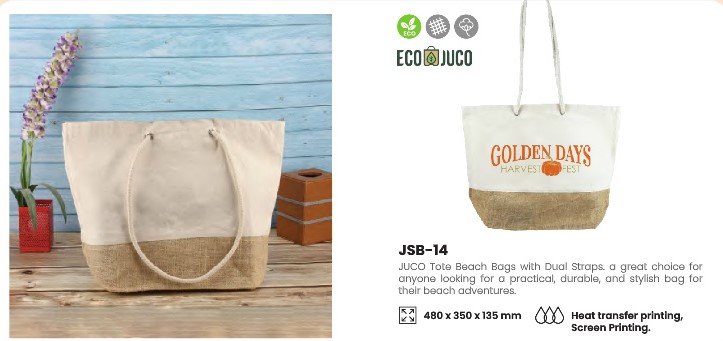 ECO
ECO JUCO
GOLDEN DAYS
HARVEST FEST
JSB-14
JUCO Tote Beach Bags with Dual Straps. a great choice for
anyone looking for a practical, durable, and stylish bag for
their beach adventures.
480 x 350 x 135 mm
Heat transfer printing,
Screen Printing.